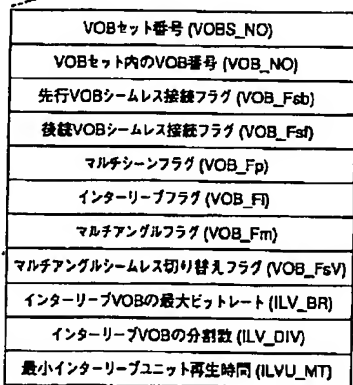 VOBセット番号 (VOBS_NO)
VOBセット内のVOB番号 (VOB_NO)
先行VOBシームレス接続フラグ (VOB_Fsb)
後続VOBシームレス接続フラグ (VOB_Fsf)
マルチシーンフラグ (VOB_Fp)
インターリーブフラグ (VOB_Fi)
マルチアングルフラグ (VOB_Fm)
マルチアングルシームレス切り替えフラグ (VOB_FsV)
インターリーブVOBの最大ビットレート (ILV_BR)
インターリーブVOBの分割数 (ILV_DIV)
最小インターリーブユニット再生時間 (ILVU_MT)